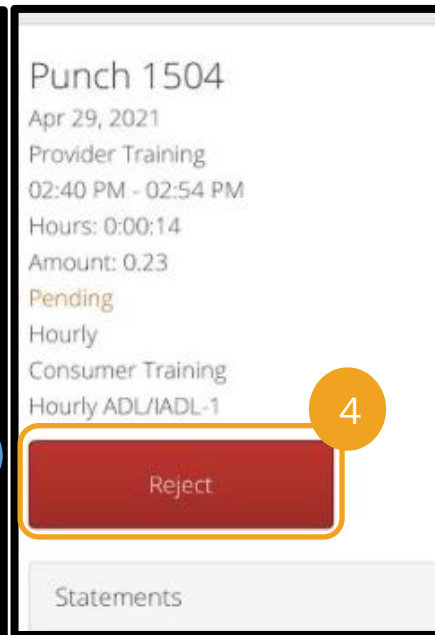 Punch 1504
Apr 29, 2021
Provider Training
02:40 PM - 02:54 PM
Hours: 0:00:14
Amount: 0.23
Pending
Hourly
Consumer Training
Hourly ADL/IADL-1
4
Reject
Statements